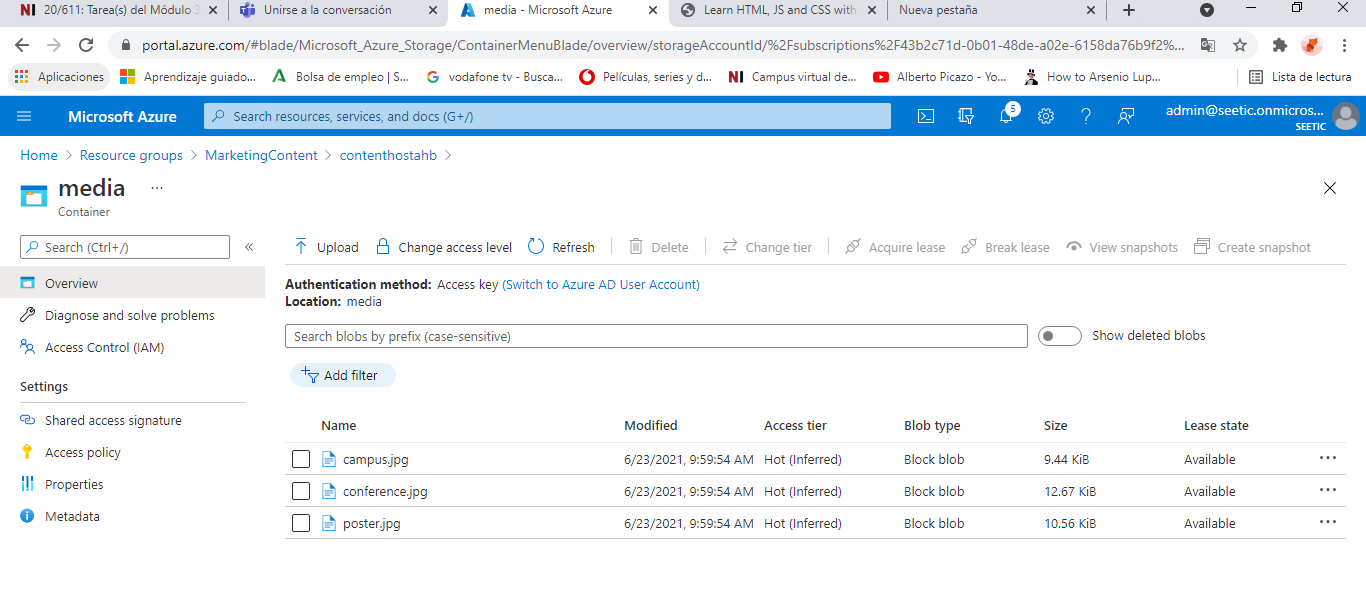 20/611: Tarea(s) del Módulo 3 Unirse a la conversación media - Microsoft Azure Learn HTML, JS and CSS with Nueva pestaña
portal.azure.com/#blade/Microsoft_Azure_Storage/ContainerMenuBlade/overview/storageAccountId/%2Fsubscriptions%2F43b2c71d-0b01-48de-a02e-6158da76b9f2%...
Aplicaciones Aprendizaje guiado... Bolsa de empleo | S... vodafone tv - Busca... Películas, series y d... NI Campus virtual de... Alberto Picazo - Yo... How to Arsenio Lup... Lista de lectura
Microsoft Azure Search resources, services, and docs (G+/) 5 admin@seetic.onmicros...
SEETIC
Home > Resource groups > MarketingContent > contenthostahb >
media ...
Container
Search (Ctrl+/) «
Upload Change access level Refresh Delete Change tier Acquire lease Break lease View snapshots Create snapshot
Overview
Diagnose and solve problems
Access Control (IAM)
Settings
Shared access signature
Access policy
Properties
Metadata
Authentication method: Access key (Switch to Azure AD User Account)
Location: media
Search blobs by prefix (case-sensitive) Show deleted blobs
Add filter
Name Modified Access tier Blob type Size Lease state
campus.jpg 6/23/2021, 9:59:54 AM Hot (Inferred) Block blob 9.44 KiB Available ...
conference.jpg 6/23/2021, 9:59:54 AM Hot (Inferred) Block blob 12.67 KiB Available ...
poster.jpg 6/23/2021, 9:59:54 AM Hot (Inferred) Block blob 10.56 KiB Available ...